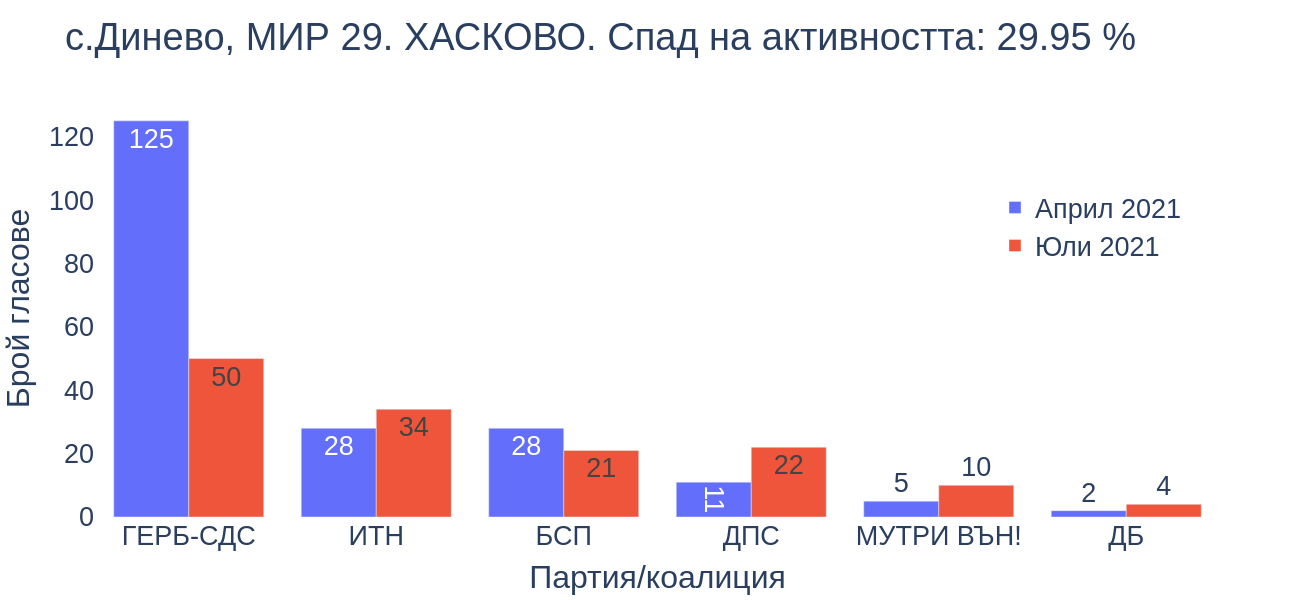 с.Динево, МИР 29. ХАСКОВО. Спад на активността: 29.95 %
Брой гласове
120
100
80
60
40
20
0
125
50
28
34
28
21
11
22
5
10
2
4
Април 2021
Юли 2021
ГЕРБ-СДС
ИТН
БСП
ДПС
МУТРИ ВЪН!
ДБ
Партия/коалиция